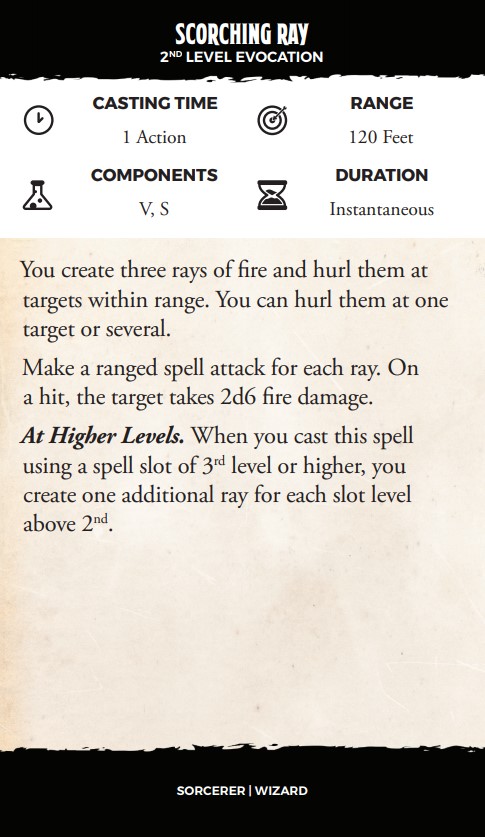 SCORCHING RAY
2ND LEVEL EVOCATION
CASTING TIME
1 Action
RANGE
120 Feet
COMPONENTS
V, S
DURATION
Instantaneous
You create three rays of fire and hurl them at
targets within range. You can hurl them at one
target or several.
Make a ranged spell attack for each ray. On
a hit, the target takes 2d6 fire damage.
At Higher Levels. When you cast this spell
using a spell slot of 3rd level or higher, you
create one additional ray for each slot level
above 2nd.
SORCERER | WIZARD